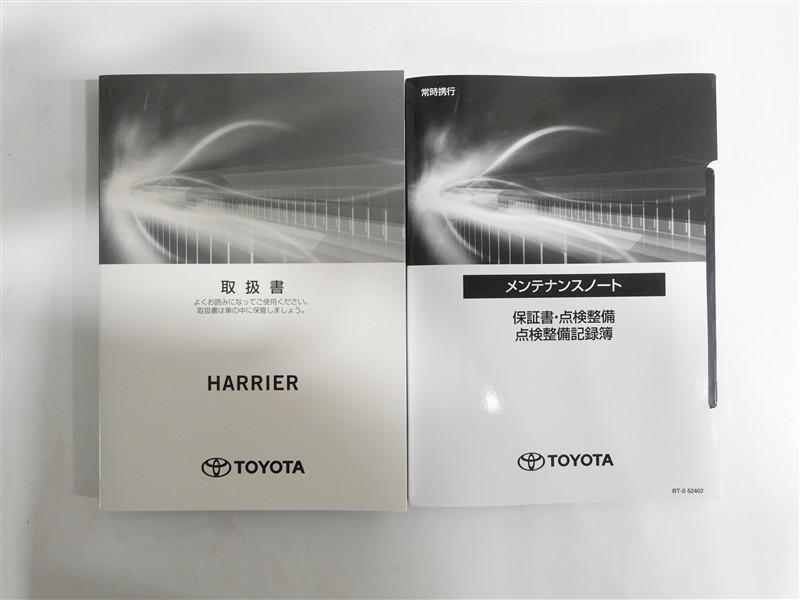 取扱書
よくお読みになってご使用ください。
取扱書は車の中に保管しましょう。
HARRIER
TOYOTA
常時携行
メンテナンスノート
保証書・点検整備
点検整備記録簿
TOYOTA
BT-0 52402